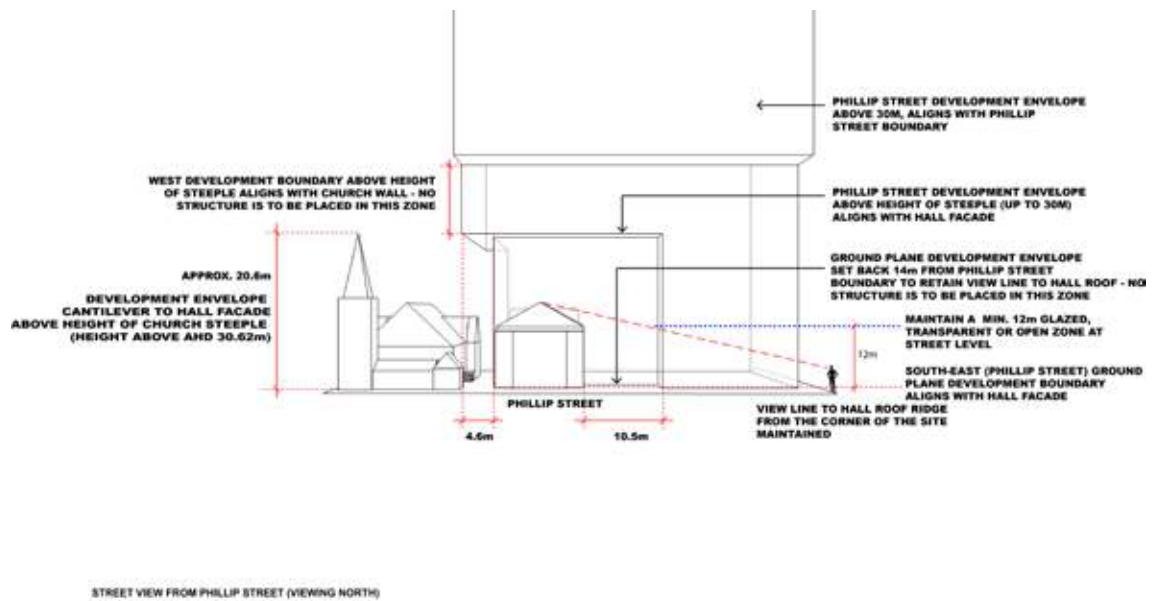 PHILLIP STREET DEVELOPMENT ENVELOPE
ABOVE 30M, ALIGNS WITH PHILLIP
STREET BOUNDARY
WEST DEVELOPMENT BOUNDARY ABOVE HEIGHT
OF STEEPLE ALIGNS WITH CHURCH WALL - NO
STRUCTURE IS TO BE PLACED IN THIS ZONE
PHILLIP STREET DEVELOPMENT ENVELOPE
ABOVE HEIGHT OF STEEPLE (UP TO 30M)
ALIGNS WITH HALL FACADE
APPROX. 20.6m
DEVELOPMENT ENVELOPE
CANTILEVER TO HALL FACADE
ABOVE HEIGHT OF CHURCH STEEPLE
(HEIGHT ABOVE AHD 30.62m)
GROUND PLANE DEVELOPMENT ENVELOPE
SET BACK 14m FROM PHILLIP STREET
BOUNDARY TO RETAIN VIEW LINE TO HALL ROOF - NO
STRUCTURE IS TO BE PLACED IN THIS ZONE
MAINTAIN A MIN. 12m GLAZED,
TRANSPARENT OR OPEN ZONE AT
STREET LEVEL
12m
SOUTH-EAST (PHILLIP STREET) GROUND
PLANE DEVELOPMENT BOUNDARY
ALIGNS WITH HALL FACADE
PHILLIP STREET
VIEW LINE TO HALL ROOF RIDGE
FROM THE CORNER OF THE SITE
MAINTAINED
4.6m
10.5m
STREET VIEW FROM PHILLIP STREET (VIEWING NORTH)